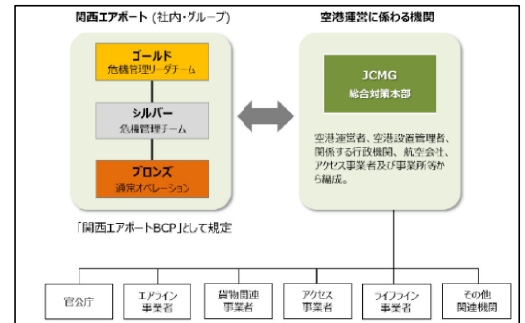 関西エアポート (社内・グループ)
ゴールド
危機管理リーダチーム
シルバー
危機管理チーム
ブロンズ
通常オペレーション
「関西エアポートBCP」として規定
空港運営に係わる機関
JCMG
総合対策本部
空港運営者、空港設置管理者、
関係する行政機関、航空会社、
アクセス事業者及び事業所等か
ら編成。
官公庁
エアライン
事業者
貨物関連
事業者
アクセス
事業者
ライフライン
事業者
その他
関連機関